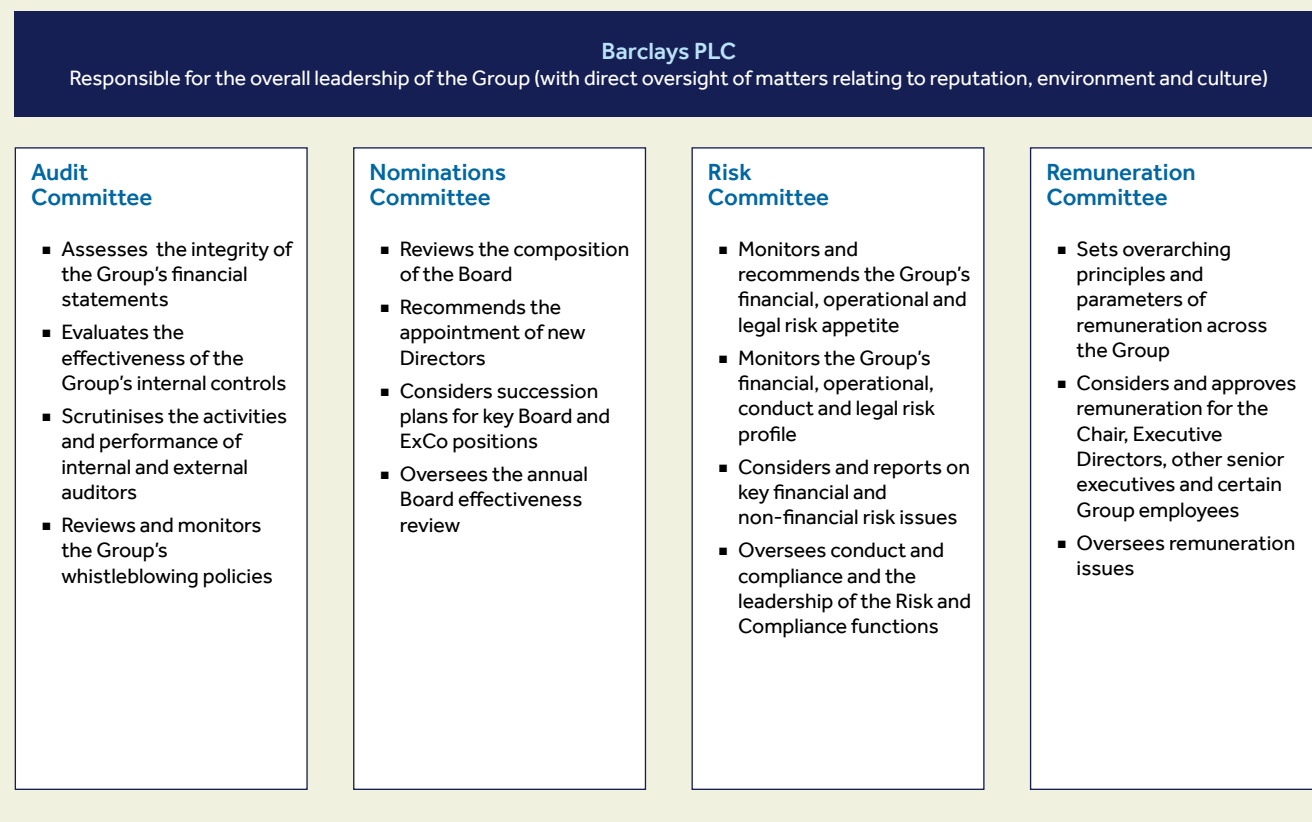 Barclays PLC
Responsible for the overall leadership of the Group (with direct oversight of matters relating to reputation, environment and culture)
Audit
Committee
▪ Assesses  the integrity of
the Group's financial
statements
▪ Evaluates the
effectiveness of the
Group's internal controls
▪ Scrutinises the activities
and performance of
internal and external
auditors
▪ Reviews and monitors
the Group's
whistleblowing policies
Nominations
Committee
▪ Reviews the composition
of the Board
▪ Recommends the
appointment of new
Directors
▪ Considers succession
plans for key Board and
ExCo positions
▪ Oversees the annual
Board effectiveness
review
Risk
Committee
▪ Monitors and
recommends the Group's
financial, operational and
legal risk appetite
▪ Monitors the Group's
financial, operational,
conduct and legal risk
profile
▪ Considers and reports on
key financial and
non-financial risk issues
▪ Oversees conduct and
compliance and the
leadership of the Risk and
Compliance functions
Remuneration
Committee
▪ Sets overarching
principles and
parameters of
remuneration across
the Group
▪ Considers and approves
remuneration for the
Chair, Executive
Directors, other senior
executives and certain
Group employees
▪ Oversees remuneration
issues